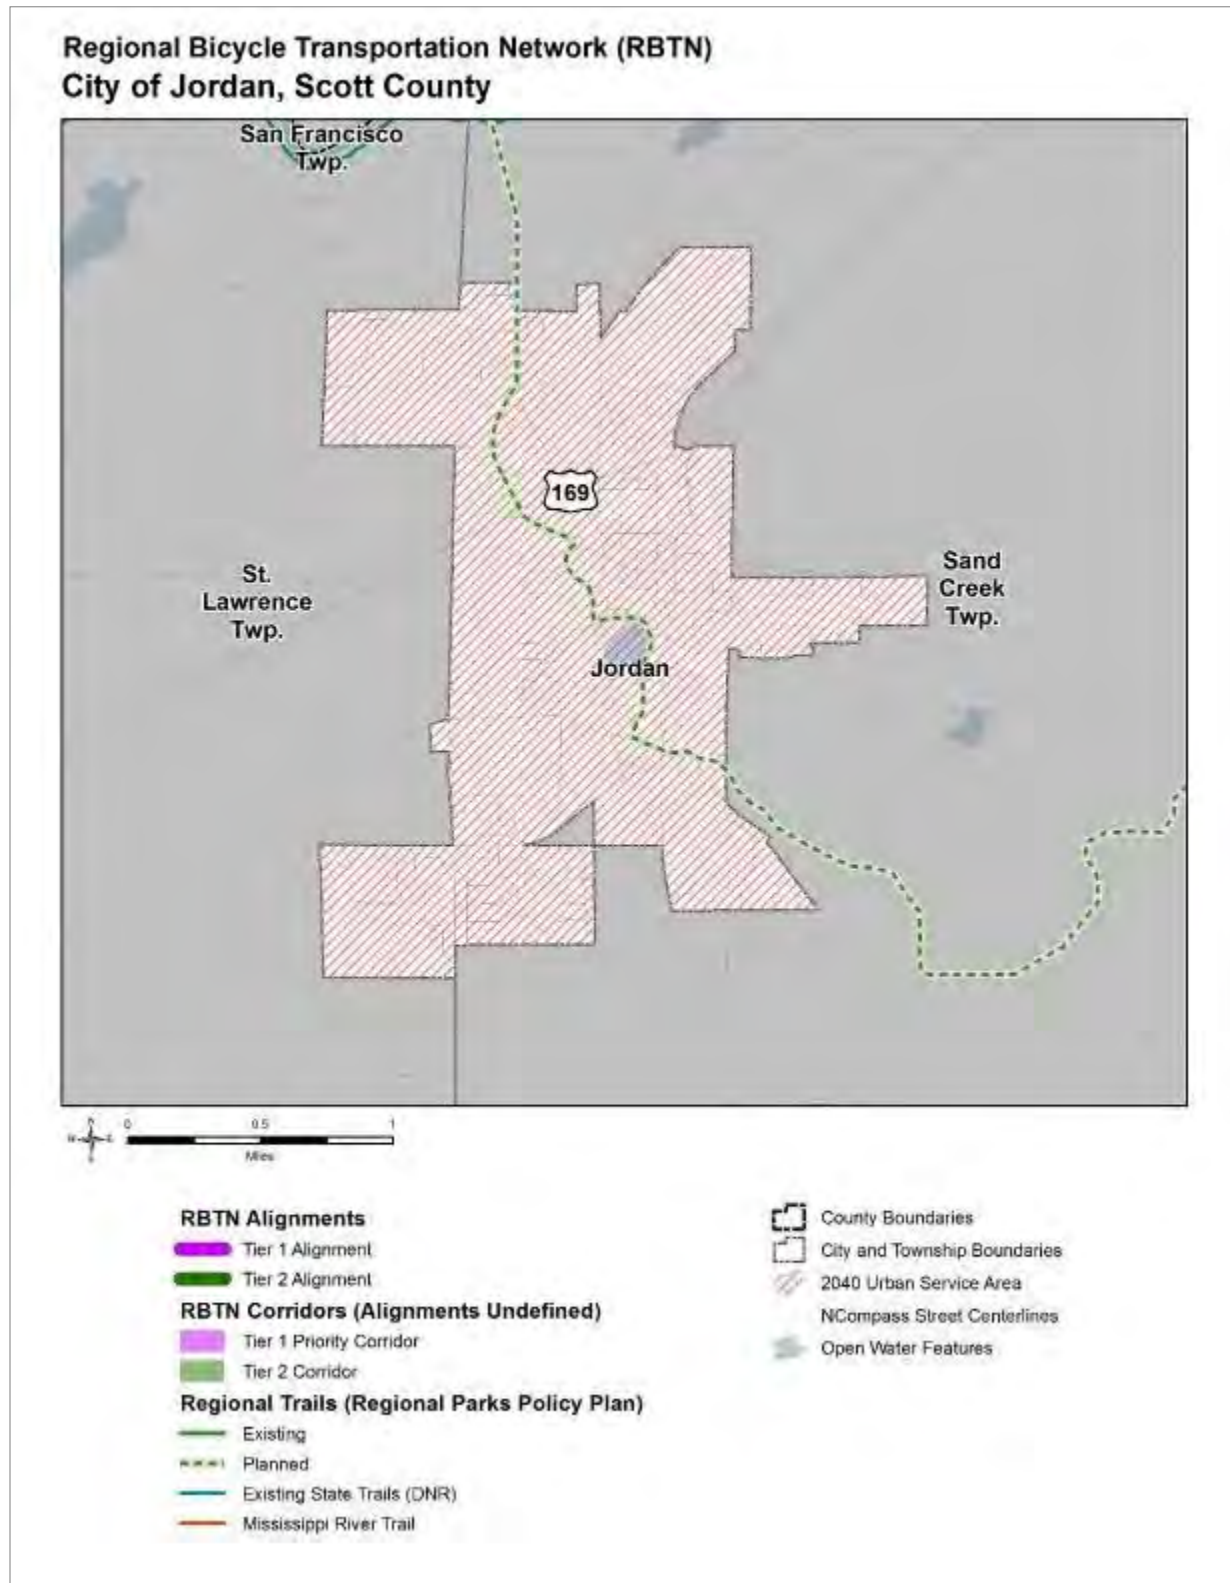 Regional Bicycle Transportation Network (RBTN)
City of Jordan, Scott County
San Francisco
Twp.
169
St.
Lawrence
Twp.
Sand
Creek
Twp.
Jordan
N
W E
S
0 0.5 1
Miles
RBTN Alignments
Tier 1 Alignment
Tier 2 Alignment
RBTN Corridors (Alignments Undefined)
Tier 1 Priority Corridor
Tier 2 Corridor
Regional Trails (Regional Parks Policy Plan)
Existing
Planned
Existing State Trails (DNR)
Mississippi River Trail
County Boundaries
City and Township Boundaries
2040 Urban Service Area
NCompass Street Centerlines
Open Water Features